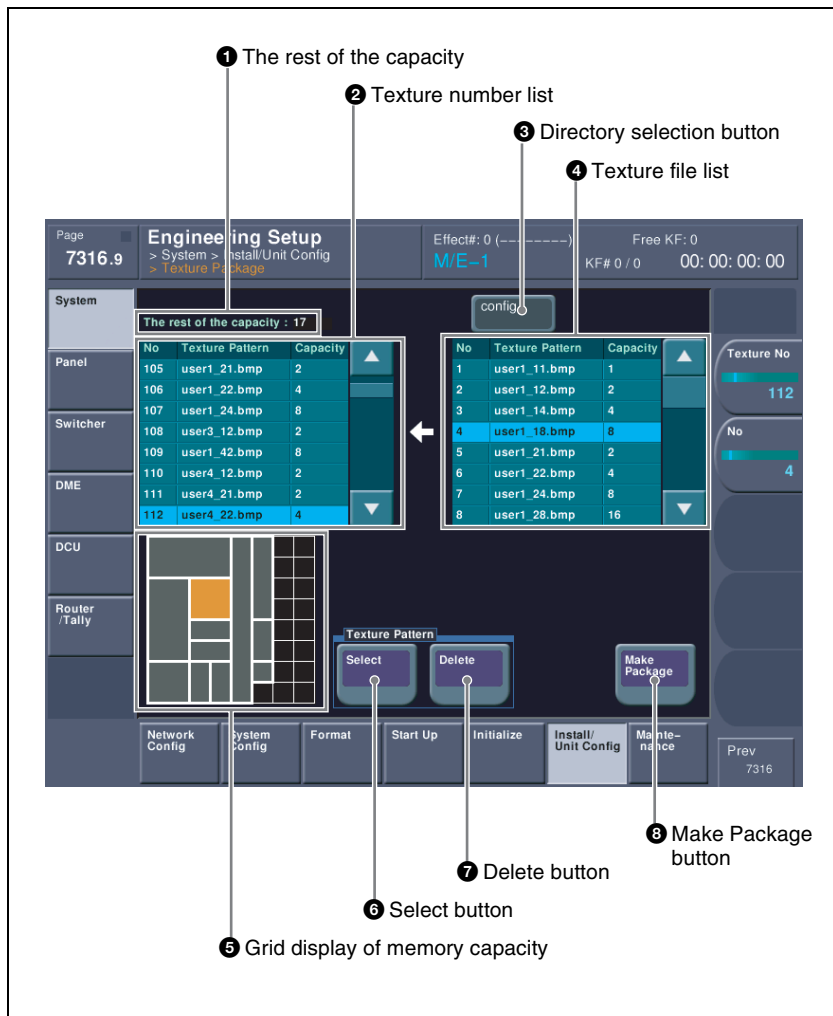 ❶ The rest of the capacity
❷ Texture number list
❸ Directory selection button
❹ Texture file list
Page
7316.9
Engineering Setup
> System > Install/Unit Config
> Texture Package
Effect#: 0 (––––––––)
Free KF: 0
M/E–1
KF# 0 / 0
00: 00: 00: 00
System
Panel
Switcher
DME
DCU
Router
/Tally
The rest of the capacity : 17
config
No Texture Pattern Capacity
105 user1_21.bmp 2
106 user1_22.bmp 4
107 user1_24.bmp 8
108 user3_12.bmp 2
109 user1_42.bmp 8
110 user4_12.bmp 2
111 user4_21.bmp 2
112 user4_22.bmp 4
No Texture Pattern Capacity
1 user1_11.bmp 1
2 user1_12.bmp 2
3 user1_14.bmp 4
4 user1_18.bmp 8
5 user1_21.bmp 2
6 user1_22.bmp 4
7 user1_24.bmp 8
8 user1_28.bmp 16
Texture No
112
No
4
Texture Pattern
Select
Delete
Make
Package
Network
Config
System
Config
Format
Start Up
Initialize
Install/
Unit Config
Mainte–
nance
Prev
7316
❽ Make Package
button
❼ Delete button
❻ Select button
❺ Grid display of memory capacity